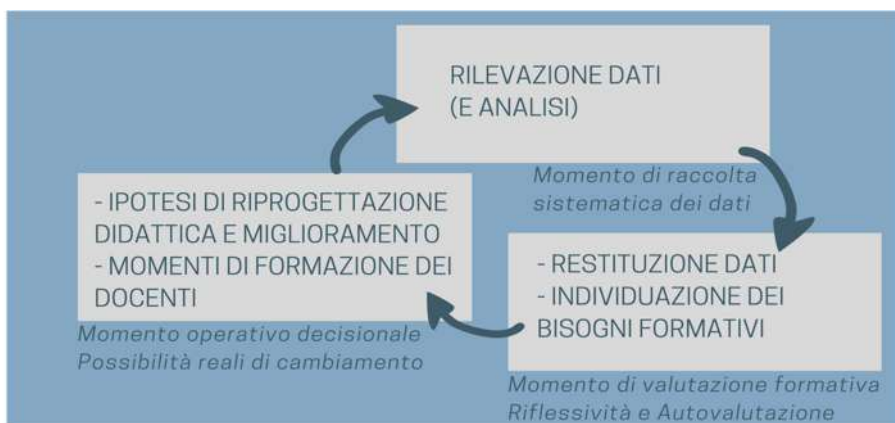 RILEVAZIONE DATI
(E ANALISI)
Momento di raccolta
sistematica dei dati
- RESTITUZIONE DATI
- INDIVIDUAZIONE DEI
BISOGNI FORMATIVI
Momento di valutazione formativa
Riflessività e Autovalutazione
- IPOTESI DI RIPROGETTAZIONE
DIDATTICA E MIGLIORAMENTO
- MOMENTI DI FORMAZIONE DEI
DOCENTI
Momento operativo decisionale
Possibilità reali di cambiamento